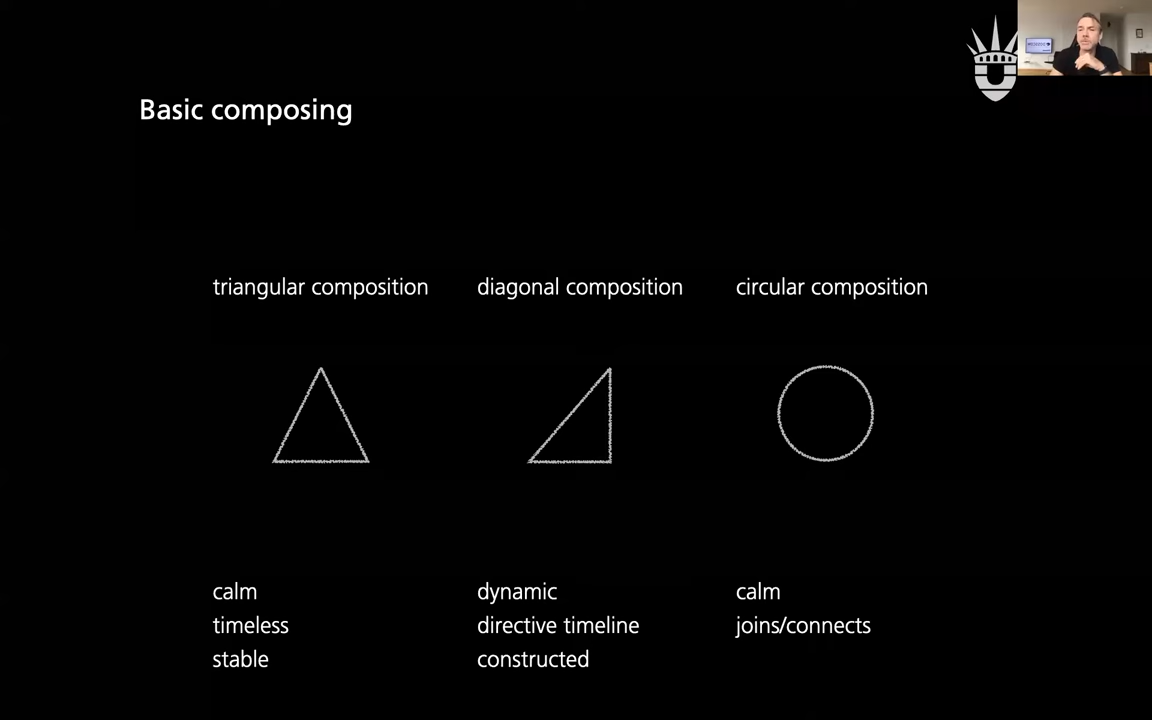 Basic composing
triangular composition
diagonal composition
circular composition
calm
timeless
stable
dynamic
directive timeline
constructed
calm
joins/connects